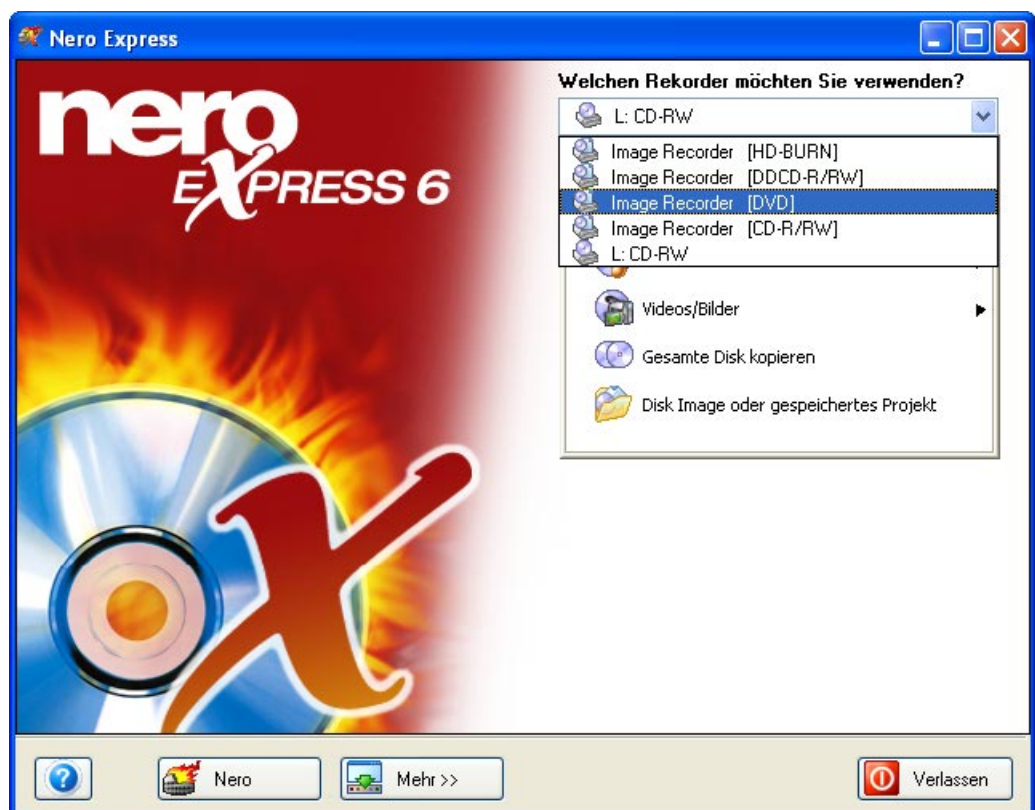 Nero Express
nero
EXPRESS 6
Welchen Rekorder möchten Sie verwenden?
L: CD-RW
Image Recorder [HD-BURN]
Image Recorder [DDCD-R/RW]
Image Recorder [DVD]
Image Recorder [CD-R/RW]
L: CD-RW
Videos/Bilder
Gesamte Disk kopieren
Disk Image oder gespeichertes Projekt
Nero
Mehr >>
Verlassen